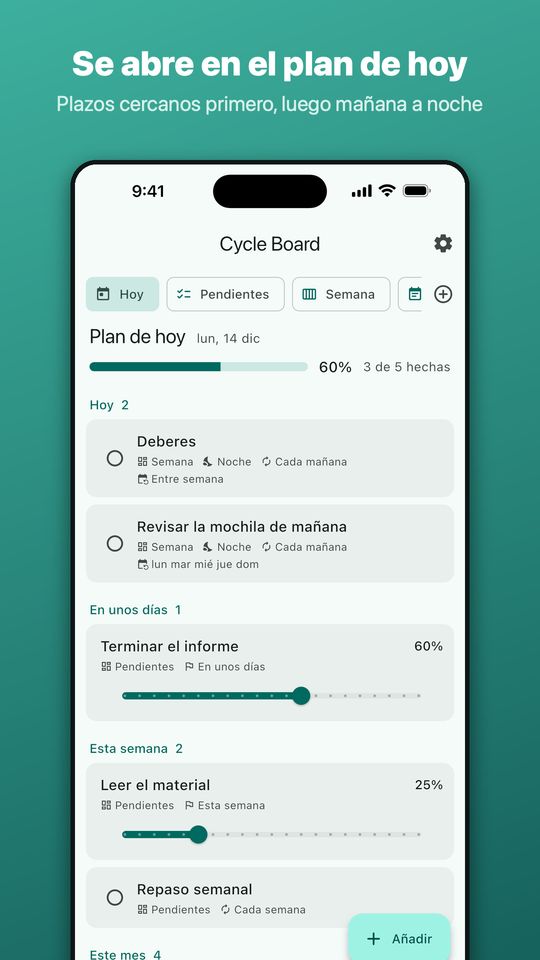 Se abre en el plan de hoy
Plazos cercanos primero, luego mañana a noche
9:41
Cycle Board
Hoy
Pendientes
Semana
Plan de hoy lun, 14 dic
60% 3 de 5 hechas
Hoy 2
Deberes
Semana Noche Cada mañana
Entre semana
Revisar la mochila de mañana
Semana Noche Cada mañana
lun mar mié jue dom
En unos días 1
Terminar el informe 60%
Pendientes En unos días
Esta semana 2
Leer el material 25%
Pendientes Esta semana
Repaso semanal
Pendientes Cada semana
+ Añadir
Este mes 4